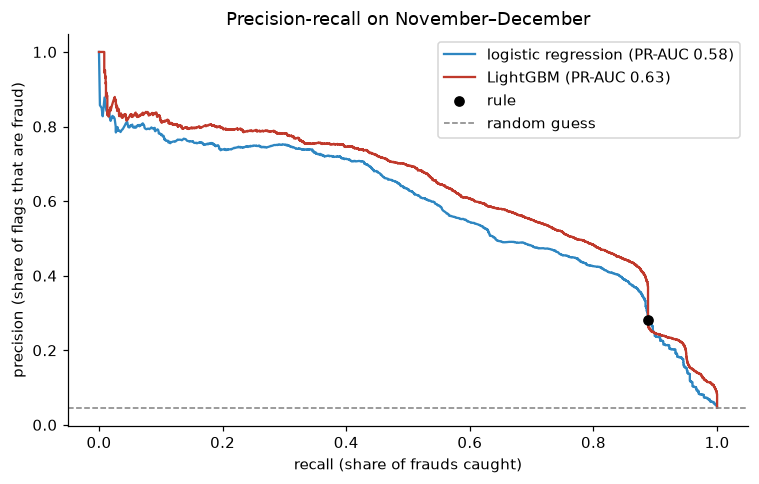 Precision-recall on November–December
precision (share of flags that are fraud)
1.0
0.8
0.6
0.4
0.2
0.0
logistic regression (PR-AUC 0.58)
LightGBM (PR-AUC 0.63)
rule
random guess
0.0 0.2 0.4 0.6 0.8 1.0
recall (share of frauds caught)